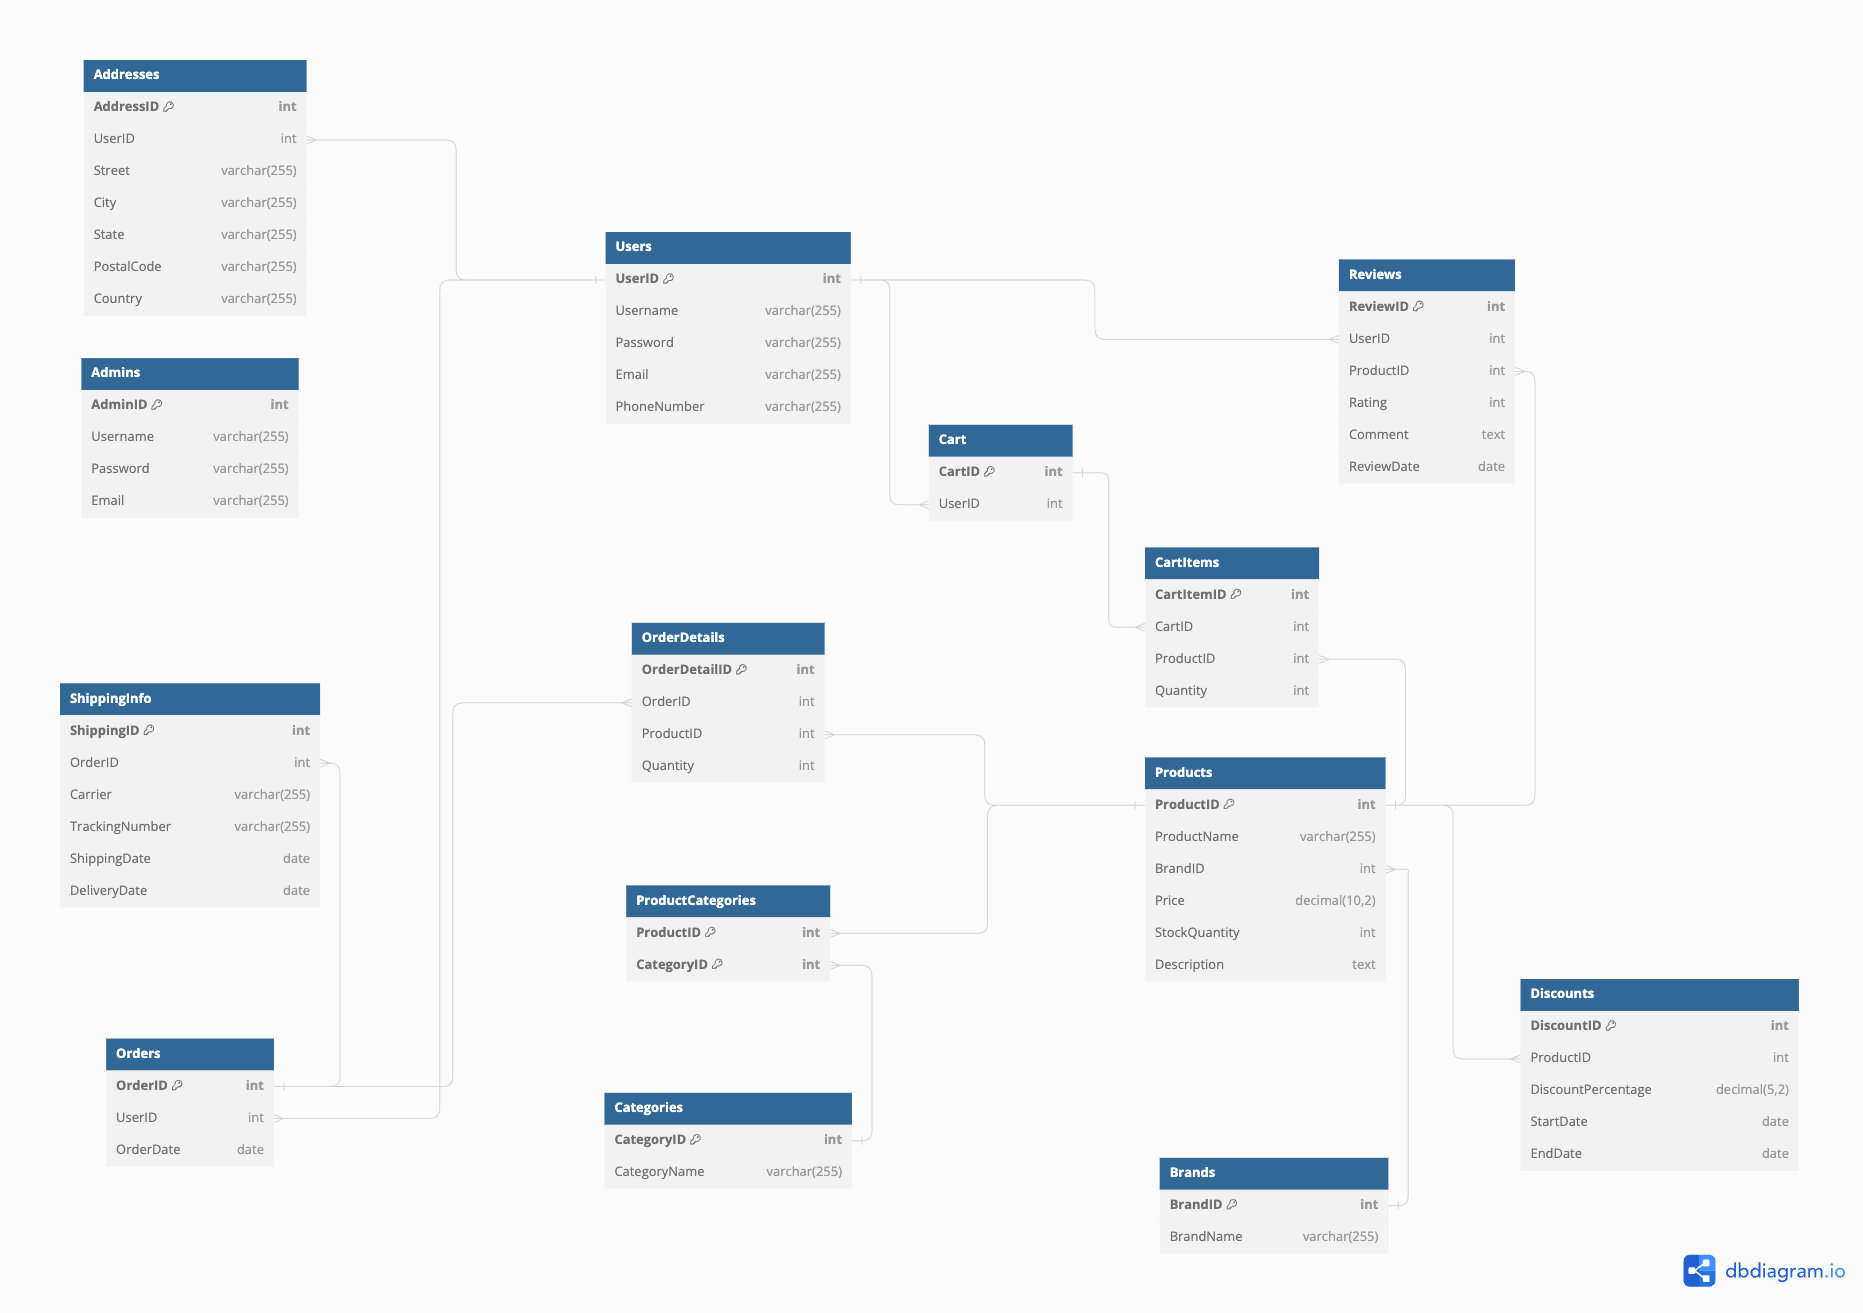 Addresses
AddressID int
UserID int
Street varchar(255)
City varchar(255)
State varchar(255)
PostalCode varchar(255)
Country varchar(255)
Admins
AdminID int
Username varchar(255)
Password varchar(255)
Email varchar(255)
Users
UserID int
Username varchar(255)
Password varchar(255)
Email varchar(255)
PhoneNumber varchar(255)
Reviews
ReviewID int
UserID int
ProductID int
Rating int
Comment text
ReviewDate date
Cart
CartID int
UserID int
CartItems
CartItemID int
CartID int
ProductID int
Quantity int
OrderDetails
OrderDetailID int
OrderID int
ProductID int
Quantity int
ShippingInfo
ShippingID int
OrderID int
Carrier varchar(255)
TrackingNumber varchar(255)
ShippingDate date
DeliveryDate date
Products
ProductID int
ProductName varchar(255)
BrandID int
Price decimal(10,2)
StockQuantity int
Description text
ProductCategories
ProductID int
CategoryID int
Discounts
DiscountID int
ProductID int
DiscountPercentage decimal(5,2)
StartDate date
EndDate date
Orders
OrderID int
UserID int
OrderDate date
Categories
CategoryID int
CategoryName varchar(255)
Brands
BrandID int
BrandName varchar(255)
dbdiagram.io